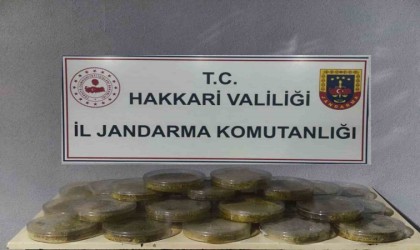 T.C.
HAKKARİ VALİLİĞİ
İL JANDARMA KOMUTANLIĞI